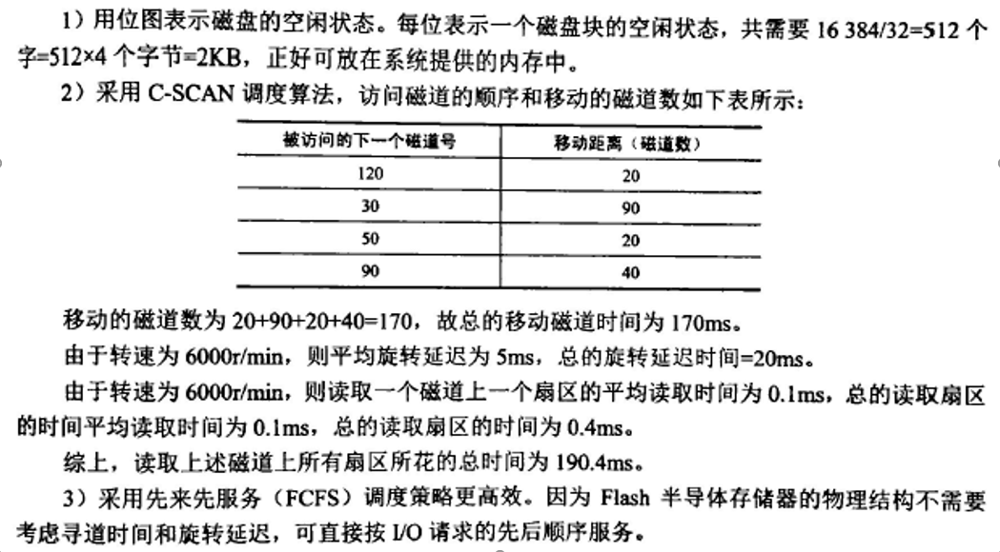 1）用位图表示磁盘的空闲状态。每位表示一个磁盘块的空闲状态，共需要 16 384/32=512 个
字=512×4 个字节=2KB，正好可放在系统提供的内存中。
2）采用 C-SCAN 调度算法，访问磁道的顺序和移动的磁道数如下表所示：
被访问的下一个磁道号 移动距离（磁道数）
120 20
30 90
50 20
90 40
移动的磁道数为 20+90+20+40=170，故总的移动磁道时间为 170ms。
由于转速为 6000r/min，则平均旋转延迟为 5ms，总的旋转延迟时间=20ms。
由于转速为 6000r/min，则读取一个磁道上一个扇区的平均读取时间为 0.1ms，总的读取扇区
的时间平均读取时间为 0.1ms，总的读取扇区的时间为 0.4ms。
综上，读取上述磁道上所有扇区所花的总时间为 190.4ms。
3）采用先来先服务（FCFS）调度策略更高效。因为 Flash 半导体存储器的物理结构不需要
考虑寻道时间和旋转延迟，可直接按 I/O 请求的先后顺序服务。